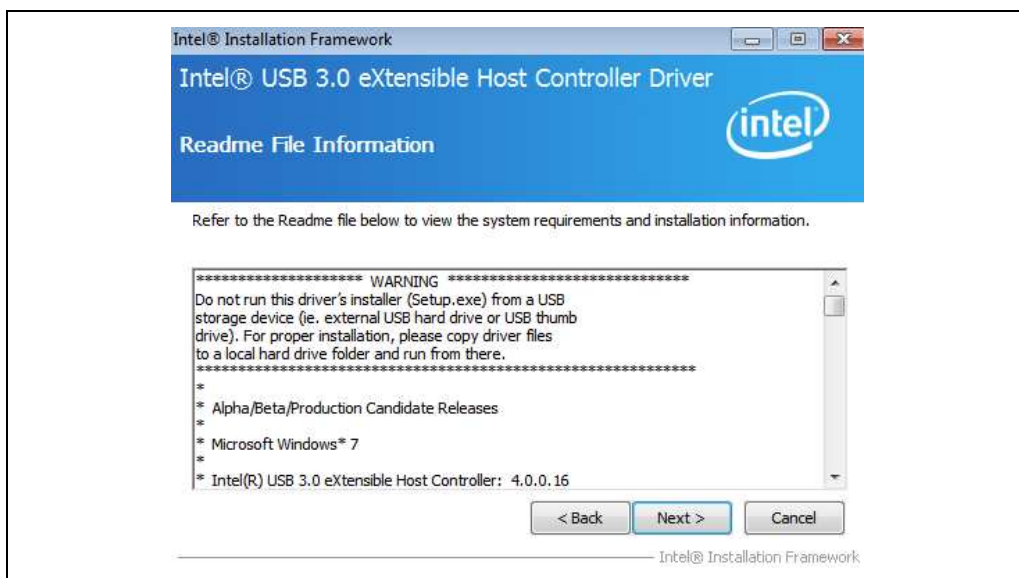 Intel® Installation Framework
Intel® USB 3.0 eXtensible Host Controller Driver
intel
Readme File Information
Refer to the Readme file below to view the system requirements and installation information.
******************** WARNING *****************************
Do not run this driver's installer (Setup.exe) from a USB
storage device (ie. external USB hard drive or USB thumb
drive). For proper installation, please copy driver files
to a local hard drive folder and run from there.
************************************************************
*
* Alpha/Beta/Production Candidate Releases
*
* Microsoft Windows* 7
*
* Intel(R) USB 3.0 eXtensible Host Controller: 4.0.0.16
< Back Next > Cancel
Intel® Installation Framework